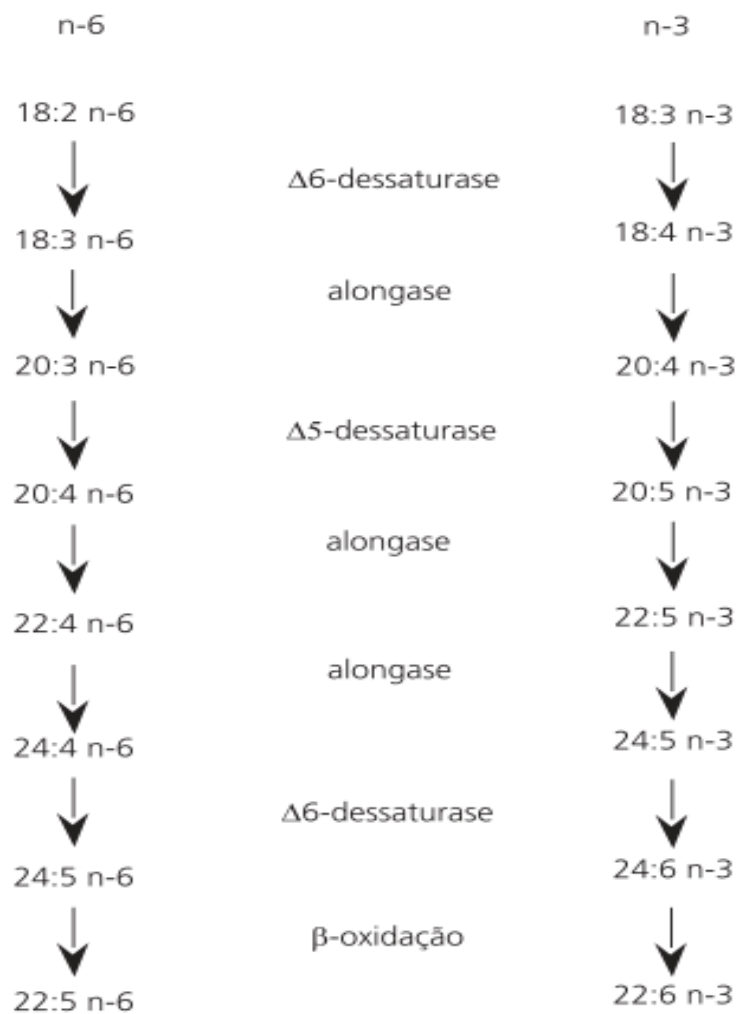 n-6 n-3
18:2 n-6 18:3 n-3
Δ6-dessaturase
18:3 n-6 18:4 n-3
alongase
20:3 n-6 20:4 n-3
Δ5-dessaturase
20:4 n-6 20:5 n-3
alongase
22:4 n-6 22:5 n-3
alongase
24:4 n-6 24:5 n-3
Δ6-dessaturase
24:5 n-6 24:6 n-3
β-oxidação
22:5 n-6 22:6 n-3